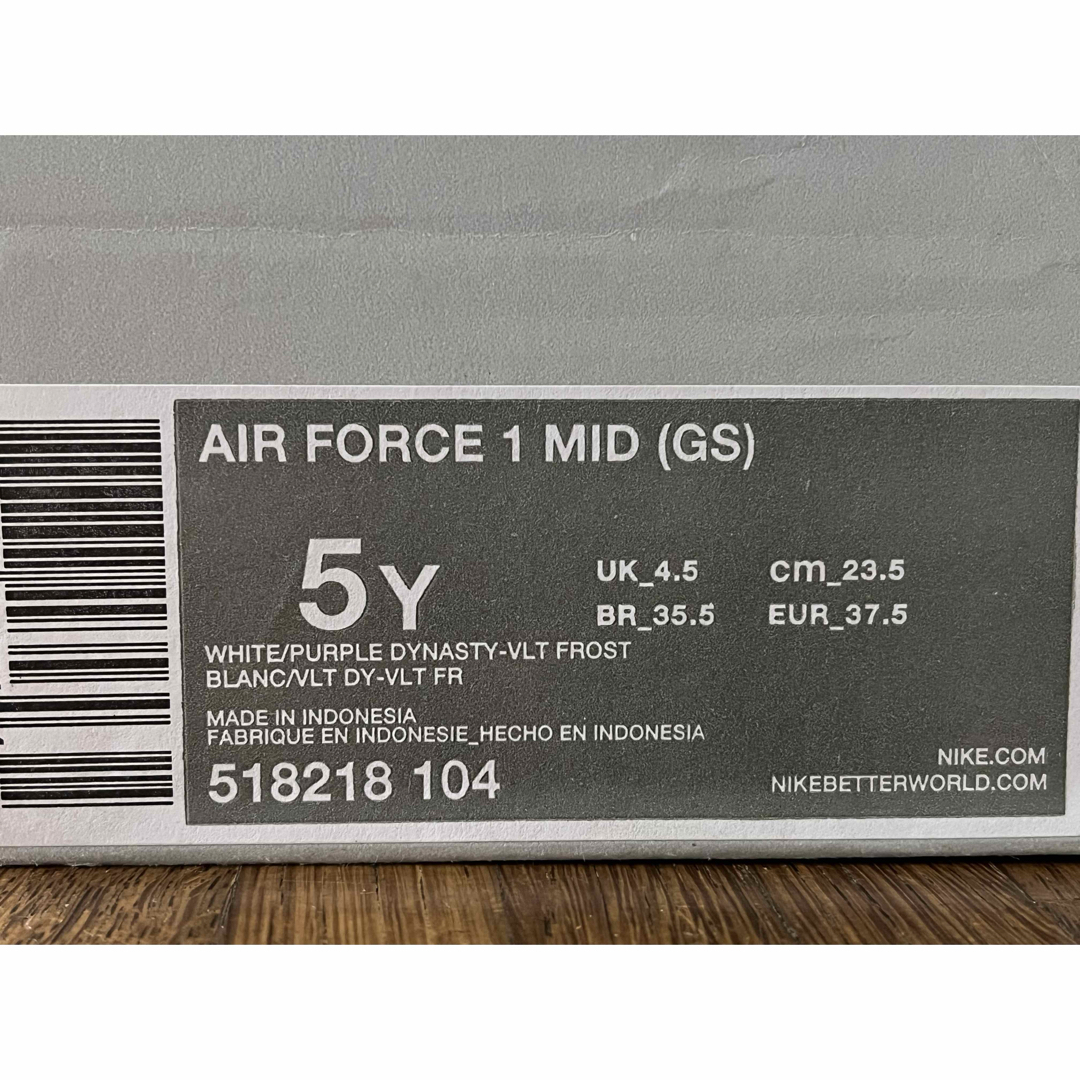 AIR FORCE 1 MID (GS)
5Y
UK_4.5 cm_23.5
BR_35.5 EUR_37.5
WHITE/PURPLE DYNASTY-VLT FROST
BLANC/VLT DY-VLT FR
MADE IN INDONESIA
FABRIQUE EN INDONESIE_HECHO EN INDONESIA
518218 104
NIKE.COM
NIKEBETTERWORLD.COM